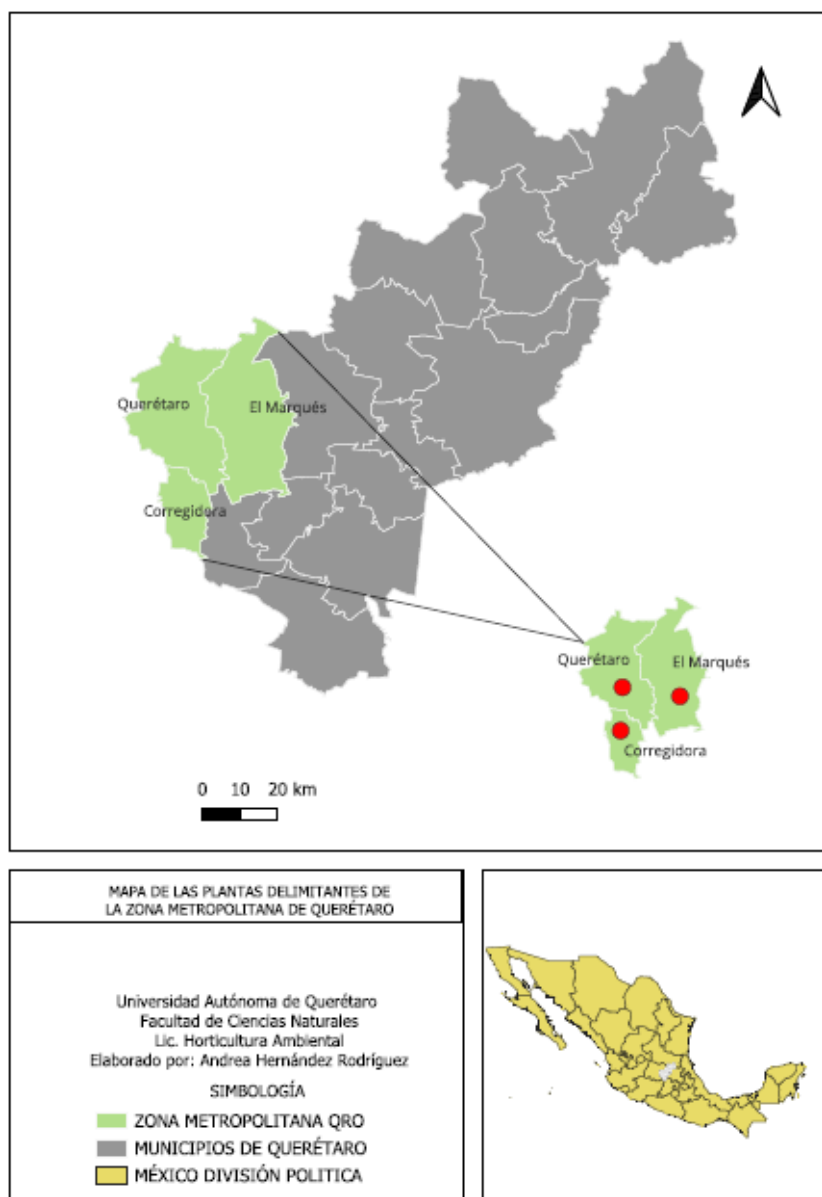 Querétaro
El Marqués
Corregidora
Querétaro
El Marqués
Corregidora
0 10 20 km
MAPA DE LAS PLANTAS DELIMITANTES DE
LA ZONA METROPOLITANA DE QUERÉTARO
Universidad Autónoma de Querétaro
Facultad de Ciencias Naturales
Lic. Horticultura Ambiental
Elaborado por: Andrea Hernández Rodríguez
SIMBOLOGÍA
ZONA METROPOLITANA QRO
MUNICIPIOS DE QUERÉTARO
MÉXICO DIVISIÓN POLITICA